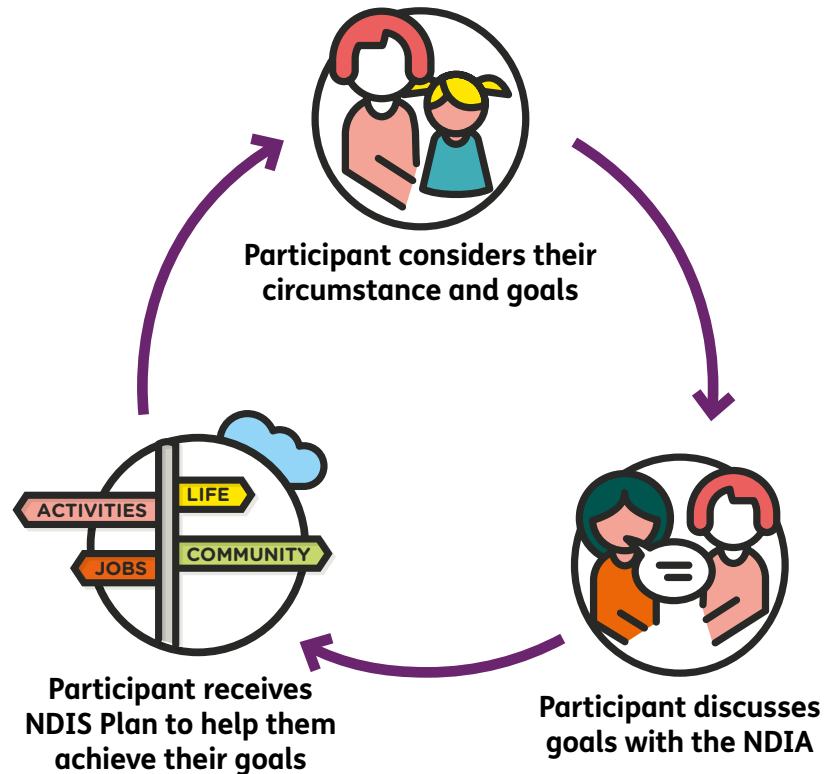 Participant considers their
circumstance and goals
ACTIVITIES
LIFE
JOBS
COMMUNITY
Participant receives
NDIS Plan to help them
achieve their goals
Participant discusses
goals with the NDIA